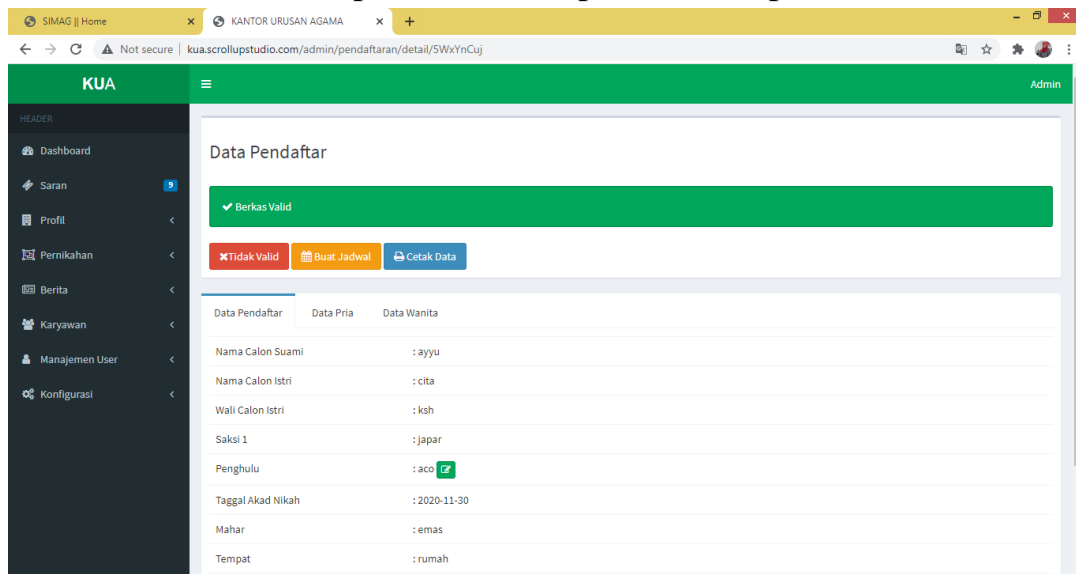 SIMAG || Home
KANTOR URUSAN AGAMA
Not secure | kua.scrollupstudio.com/admin/pendaftaran/detail/5WxYnCuj
KUA
Admin
HEADER
Dashboard
Saran 9
Profil
Pernikahan
Berita
Karyawan
Manajemen User
Konfigurasi
Data Pendaftar
Berkas Valid
Tidak Valid Buat Jadwal Cetak Data
Data Pendaftar Data Pria Data Wanita
Nama Calon Suami : ayyu
Nama Calon Istri : cita
Wali Calon Istri : ksh
Saksi 1 : japar
Penghulu : aco
Taggal Akad Nikah : 2020-11-30
Mahar : emas
Tempat : rumah